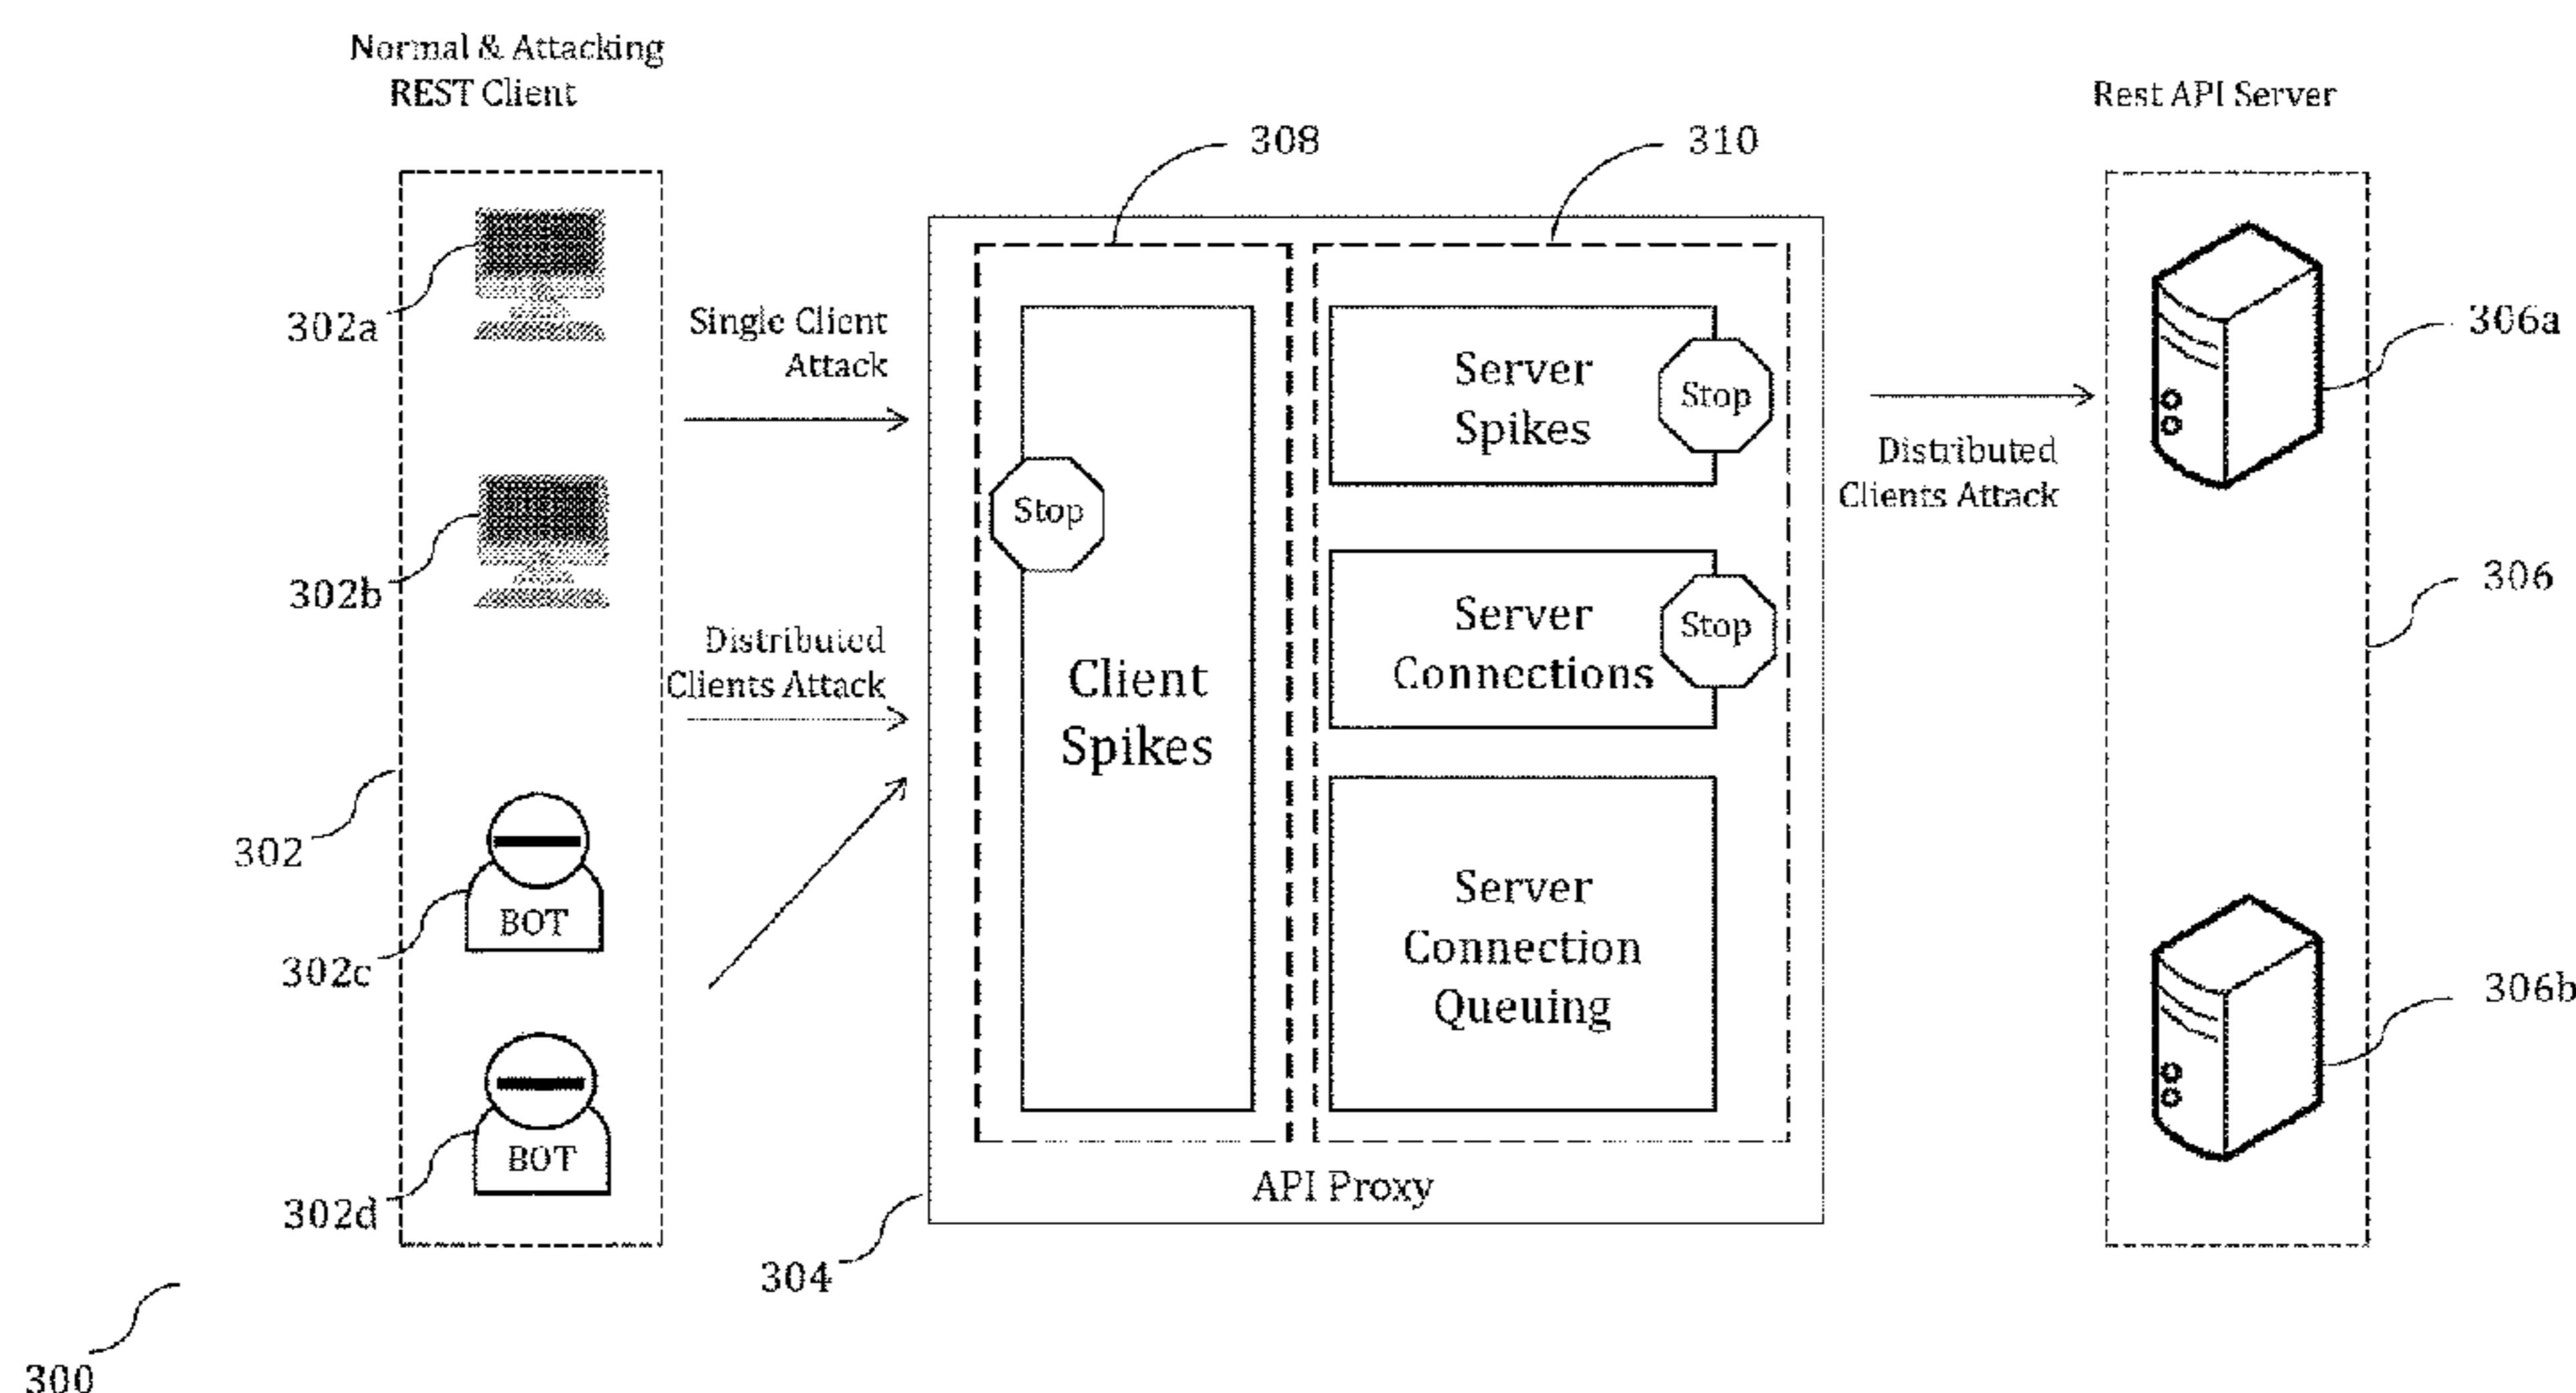 Normal & Attacking
REST Client
Rest API Server
308
310
302a
Single Client
Attack
Server
Spikes
Stop
306a
Distributed
Clients Attack
Stop
302b
Distributed
Clients Attack
Client
Spikes
Server
Connections
Stop
306
302
BOT
302c
Server
Connection
Queuing
306b
BOT
302d
API Proxy
304
300